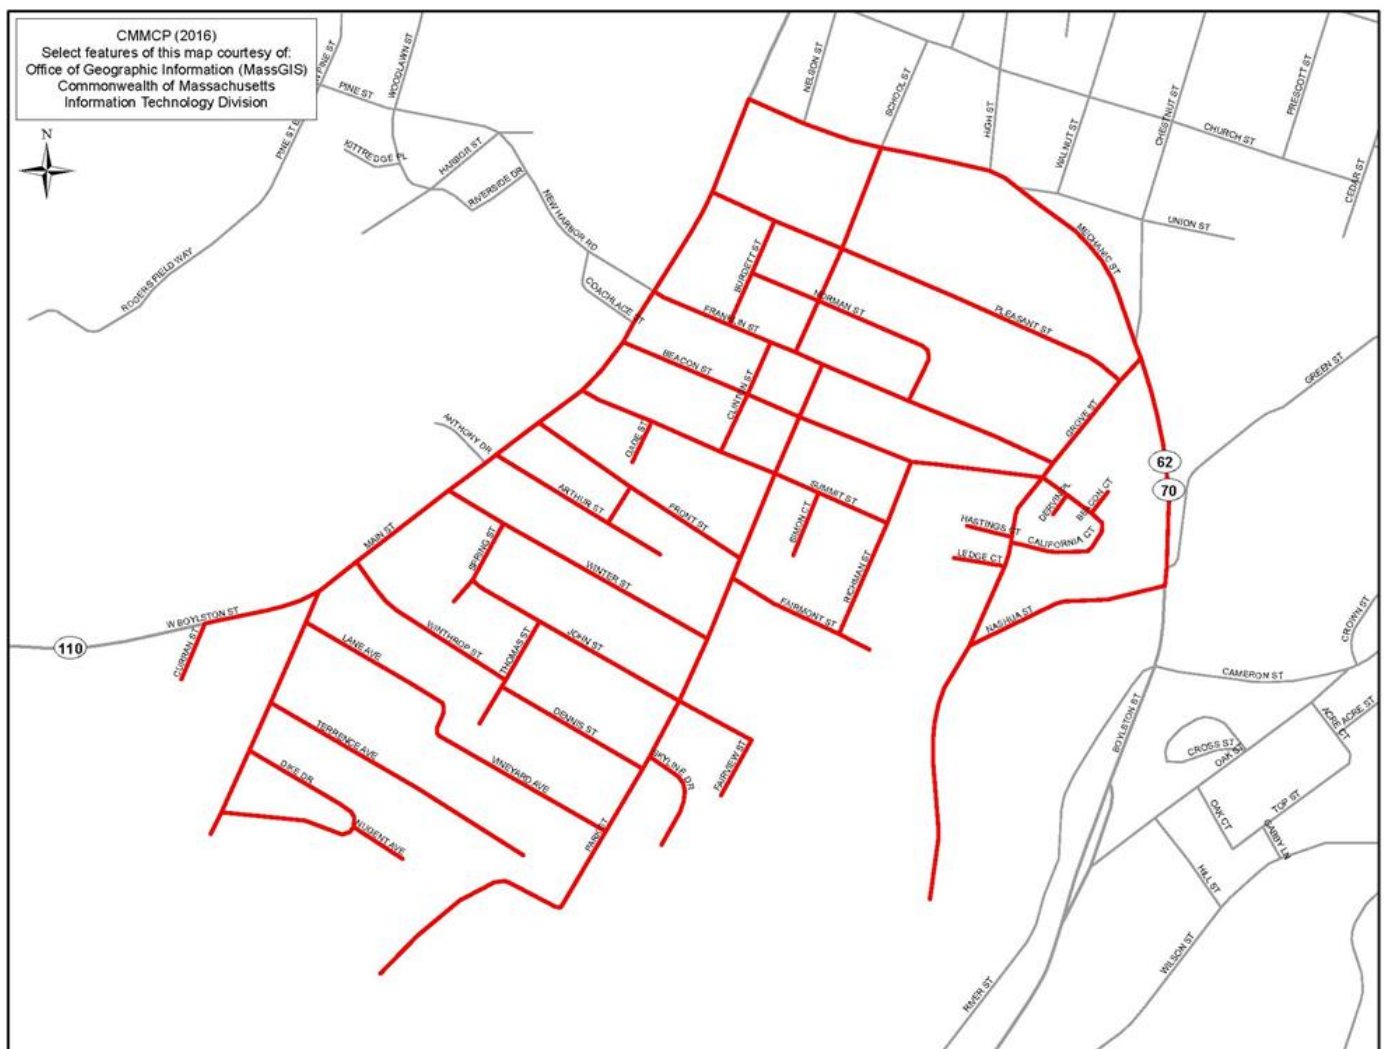 CMMCP (2016)
Select features of this map courtesy of:
Office of Geographic Information (MassGIS)
Commonwealth of Massachusetts
Information Technology Division
N
PINE ST
WOODLAWN ST
PINE ST
KITTREDGE PL
HARBOR ST
RIVERSIDE DR
NEW HARBOR RD
COACHLACE ST
ROGERSFIELD WAY
NELSON ST
SCHOOL ST
HIGH ST
WALNUT ST
CHESTNUT ST
CHURCH ST
PRESCOTT ST
CEDAR ST
UNION ST
MECHANIC ST
BURDETT ST
NORMAN ST
PLEASANT ST
FRANKLIN ST
BEACON ST
CLINTON ST
GREEN ST
GROVE ST
ANTHONY DR
ARTHUR ST
FRONT ST
SUMMIT ST
SIMON CT
RICHMAN ST
HASTINGS ST
DERVIN PL
BEACON CT
CALIFORNIA CT
LEDGE CT
62
70
MAIN ST
SPRING ST
WINTER ST
FAIRMONT ST
NASHUA ST
W BOYLSTON ST
110
CURRAN ST
LANE AVE
WINTHROP ST
THOMAS ST
JOHN ST
DENNIS ST
TERRENCE AVE
DIKE DR
NUGENT AVE
VINEYARD AVE
SKYLINE DR
FAIRVIEW ST
PARK ST
CROWN ST
CAMERON ST
BOYLSTON ST
CROSS ST
OAK ST
ACRE CT
ACRE ST
OAK CT
TOP ST
GABBY LN
HILL ST
WILSON ST
RIVER ST